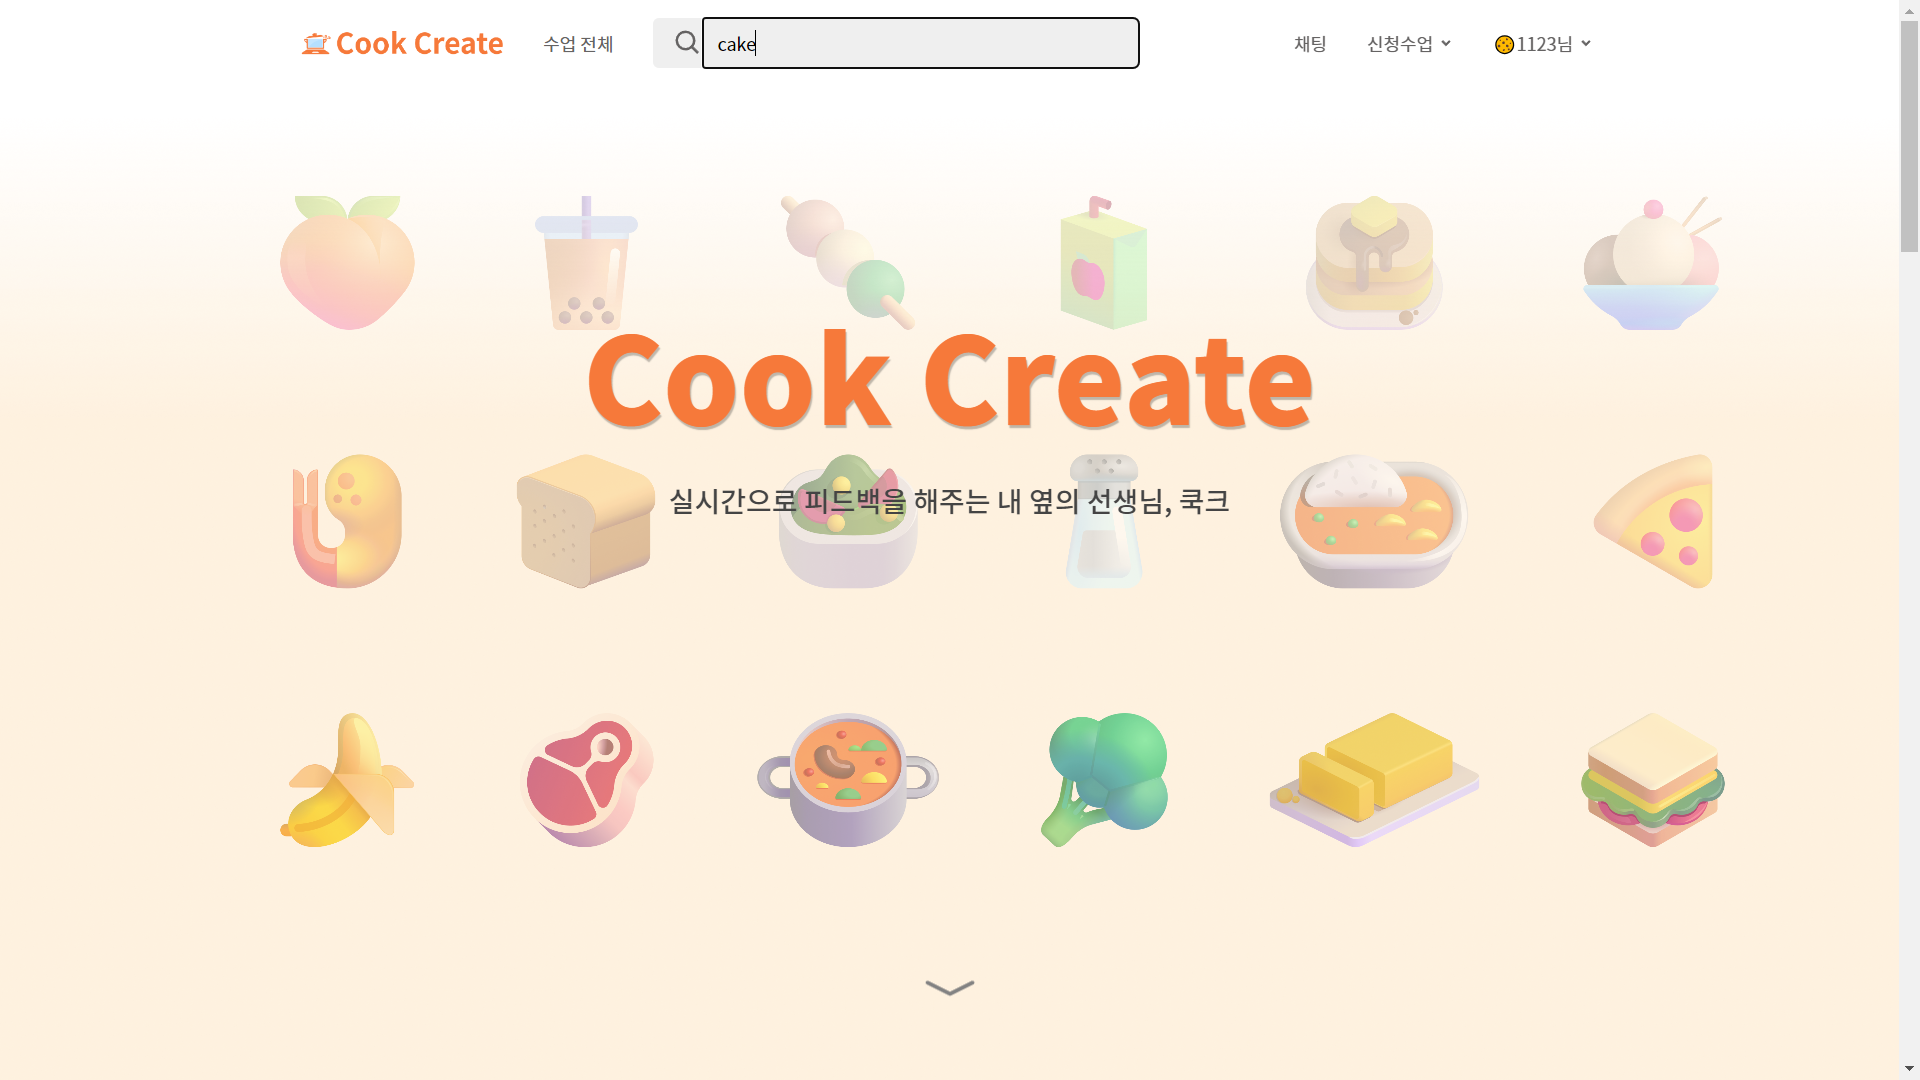 Cook Create
수업 전체
cake
채팅
신청수업
1123님
Cook Create
실시간으로 피드백을 해주는 내 옆의 선생님, 쿡크